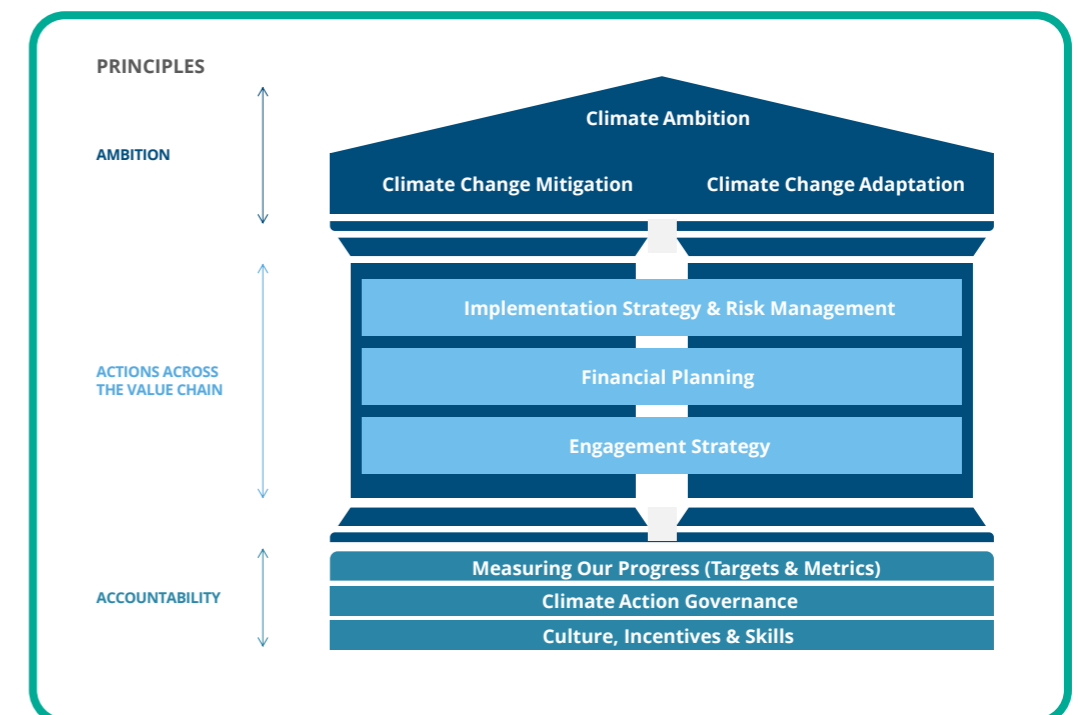 PRINCIPLES
AMBITION
Climate Ambition
Climate Change Mitigation
Climate Change Adaptation
ACTIONS ACROSS
THE VALUE CHAIN
Implementation Strategy & Risk Management
Financial Planning
Engagement Strategy
ACCOUNTABILITY
Measuring Our Progress (Targets & Metrics)
Climate Action Governance
Culture, Incentives & Skills